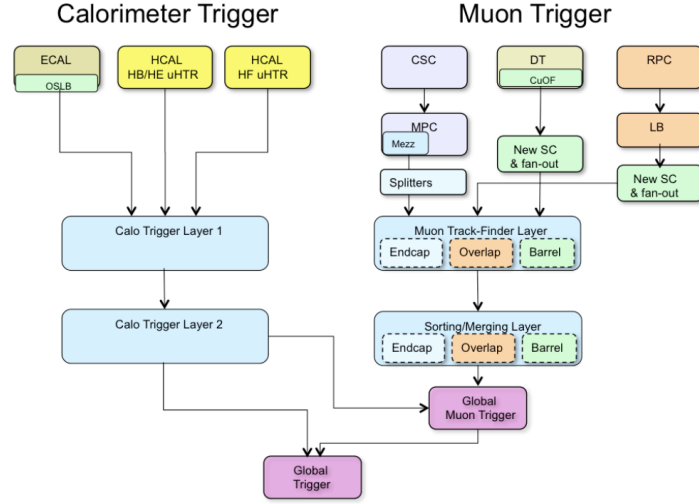 Calorimeter Trigger
Muon Trigger
ECAL
OSLB
HCAL
HB/HE uHTR
HCAL
HF uHTR
CSC
DT
CuOF
RPC
MPC
Mezz
LB
New SC
& fan-out
Splitters
New SC
& fan-out
Calo Trigger Layer 1
Muon Track-Finder Layer
Endcap
Overlap
Barrel
Calo Trigger Layer 2
Sorting/Merging Layer
Endcap
Overlap
Barrel
Global
Muon Trigger
Global
Trigger